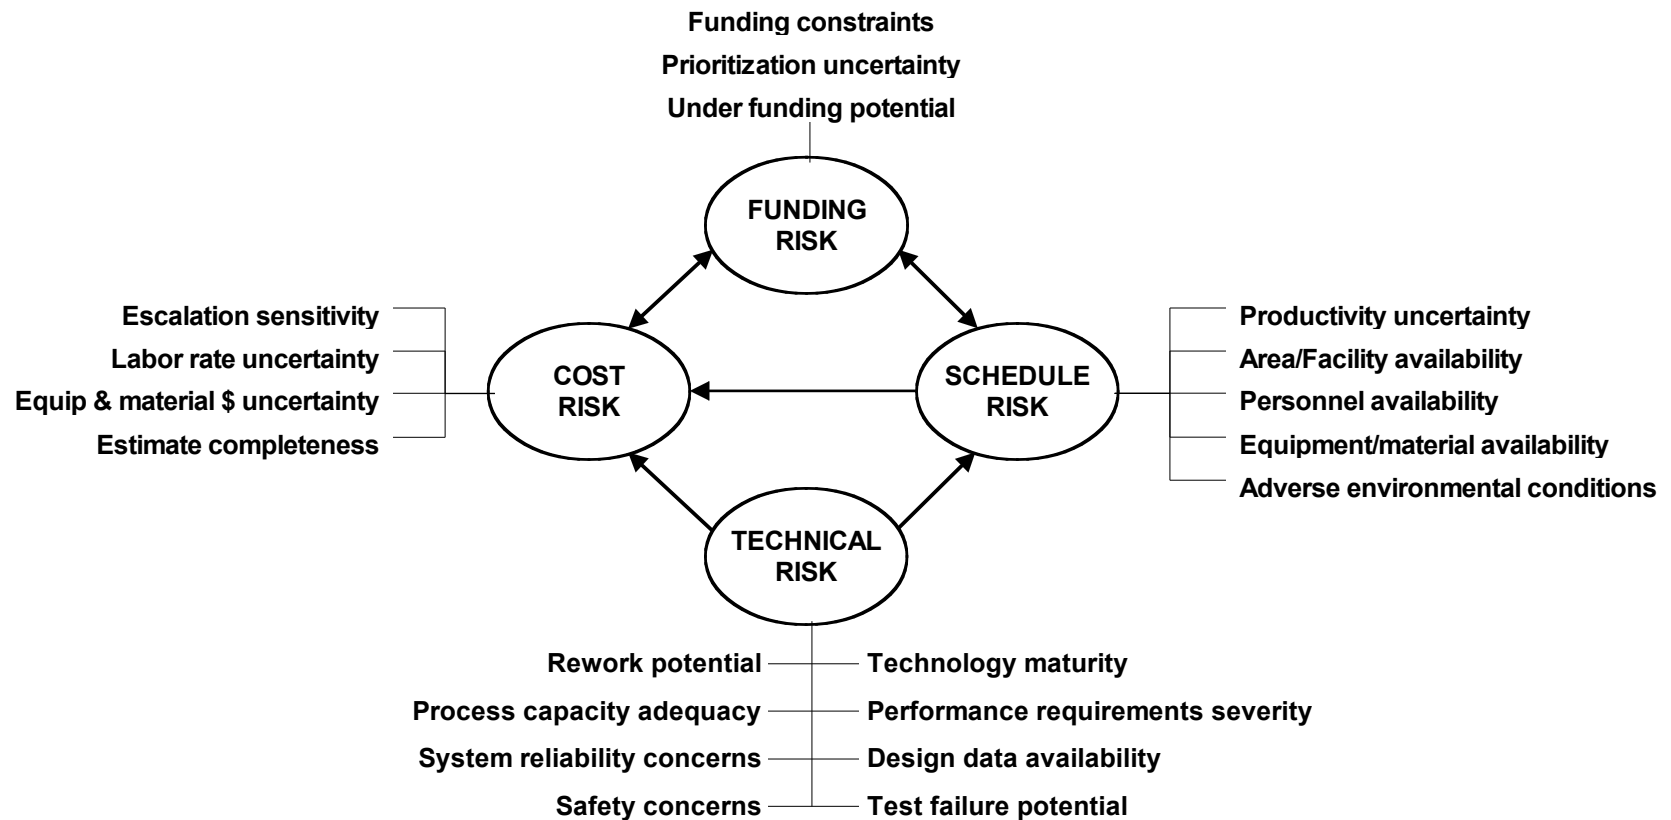 Funding constraints
Prioritization uncertainty
Under funding potential
FUNDING
RISK
Escalation sensitivity
Labor rate uncertainty
Equip & material $ uncertainty
Estimate completeness
COST
RISK
SCHEDULE
RISK
Productivity uncertainty
Area/Facility availability
Personnel availability
Equipment/material availability
Adverse environmental conditions
TECHNICAL
RISK
Rework potential
Process capacity adequacy
System reliability concerns
Safety concerns
Technology maturity
Performance requirements severity
Design data availability
Test failure potential